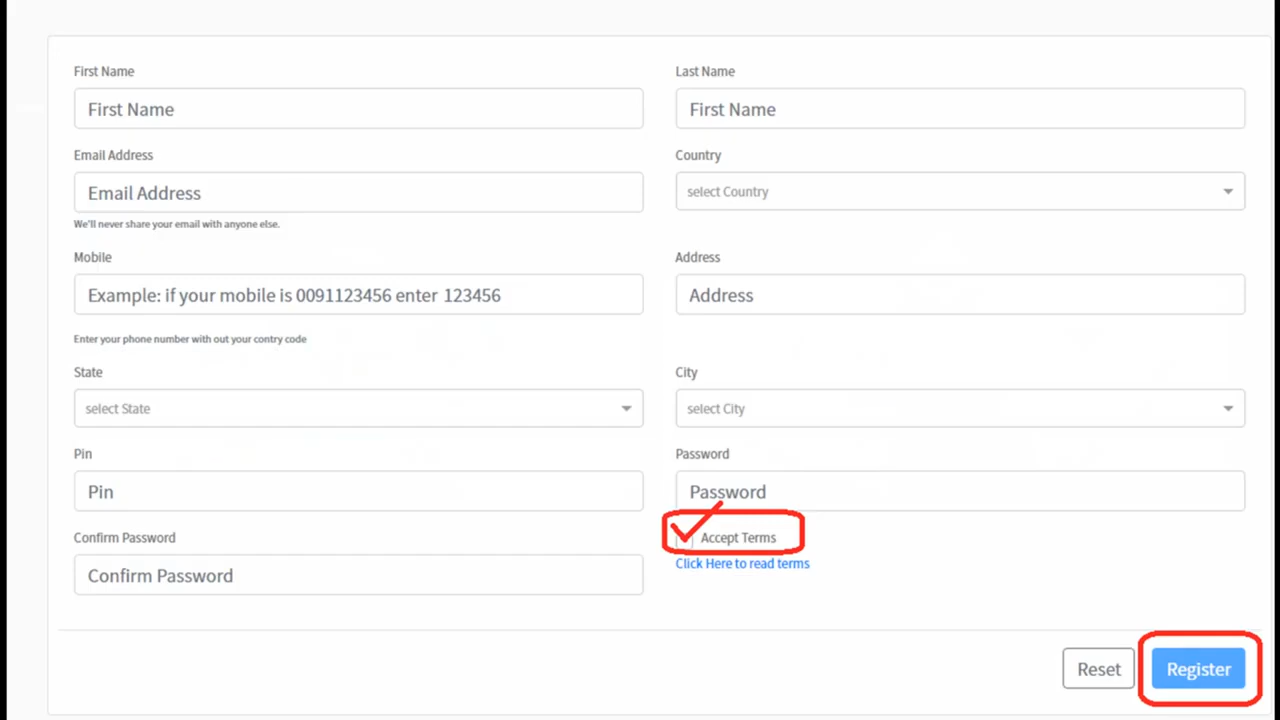 First Name
Last Name
First Name
First Name
Email Address
Country
Email Address
select Country
We'll never share your email with anyone else.
Mobile
Address
Example: if your mobile is 0091123456 enter 123456
Address
Enter your phone number with out your contry code
State
City
select State
select City
Pin
Password
Pin
Password
Confirm Password
Accept Terms
Confirm Password
Click Here to read terms
Reset
Register